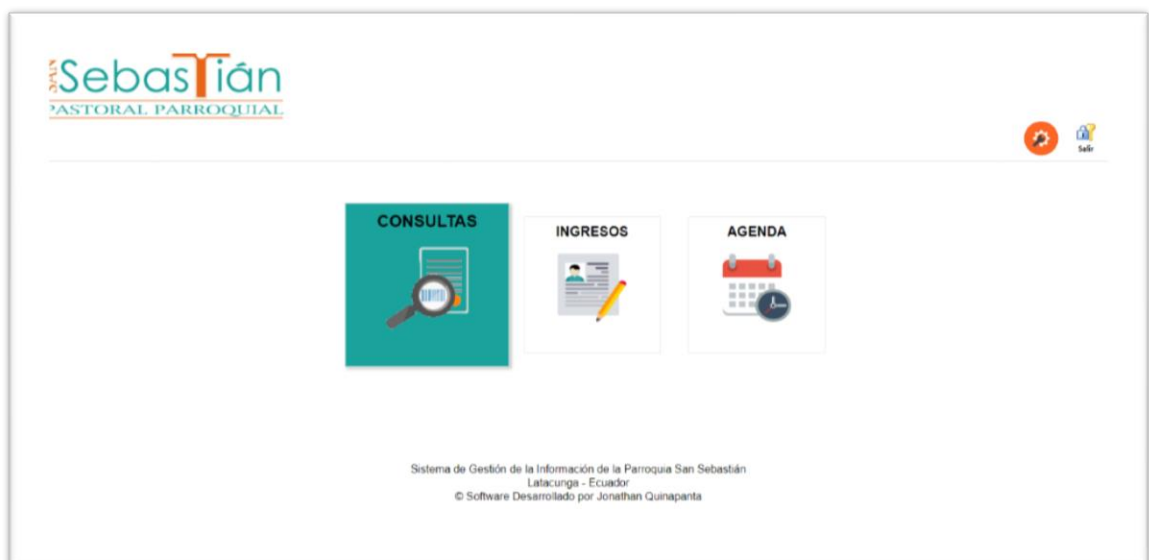 SAN
SebasTián
PASTORAL PARROQUIAL
Salir
CONSULTAS
INGRESOS
AGENDA
Sistema de Gestión de la Información de la Parroquia San Sebastián
Latacunga - Ecuador
© Software Desarrollado por Jonathan Quinapanta